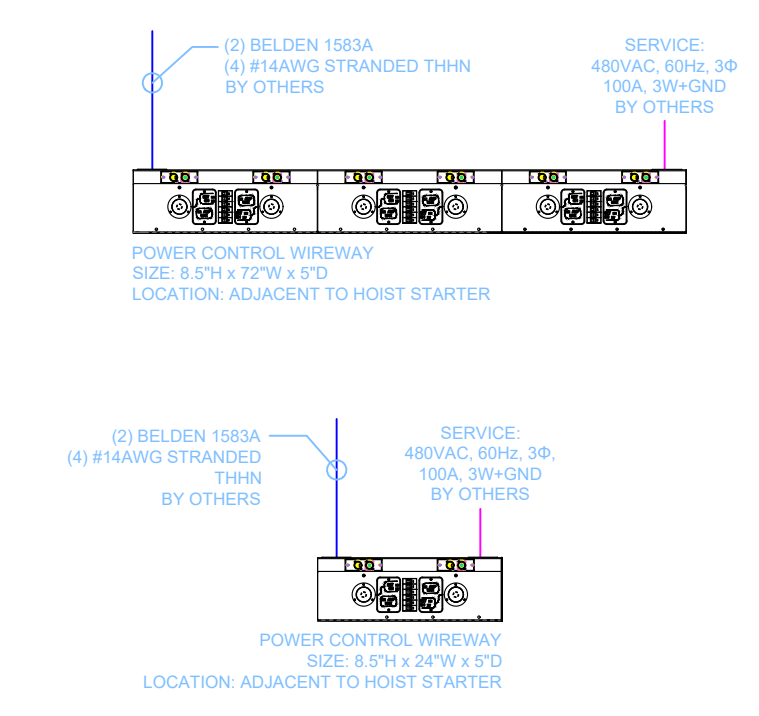 (2) BELDEN 1583A
(4) #14AWG STRANDED THHN
BY OTHERS
SERVICE:
480VAC, 60Hz, 3Φ
100A, 3W+GND
BY OTHERS
POWER CONTROL WIREWAY
SIZE: 8.5"H x 72"W x 5"D
LOCATION: ADJACENT TO HOIST STARTER
(2) BELDEN 1583A
(4) #14AWG STRANDED
THHN
BY OTHERS
SERVICE:
480VAC, 60Hz, 3Φ,
100A, 3W+GND
BY OTHERS
POWER CONTROL WIREWAY
SIZE: 8.5"H x 24"W x 5"D
LOCATION: ADJACENT TO HOIST STARTER